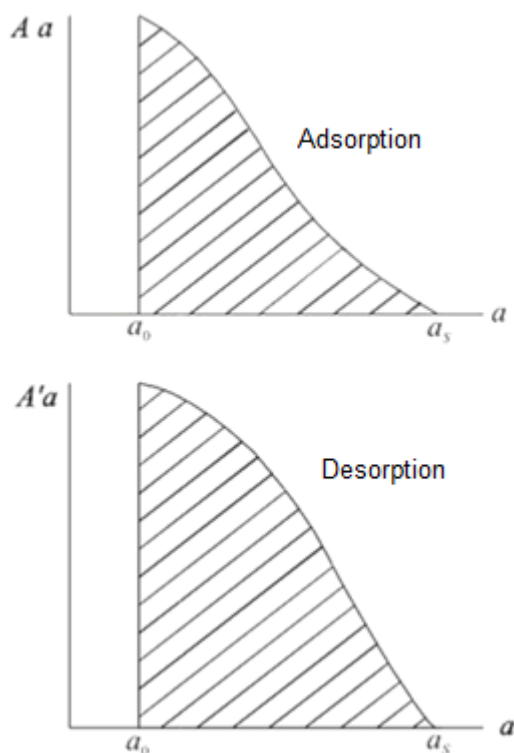 A a
Adsorption
a₀ aₛ a
A'a
Desorption
a₀ aₛ a